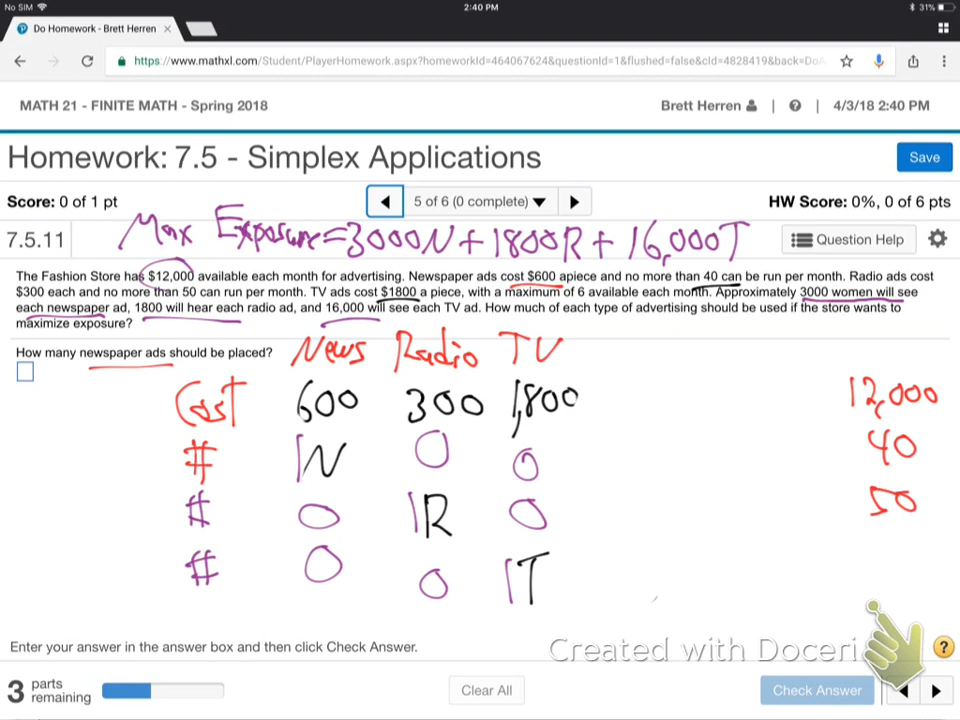 No SIM 2:40 PM 31%
Do Homework - Brett Herren ×
https://www.mathxl.com/Student/PlayerHomework.aspx?homeworkId=464067624&questionId=1&flushed=false&cId=4828419&back=DoA
MATH 21 - FINITE MATH - Spring 2018 Brett Herren | ? | 4/3/18 2:40 PM
Homework: 7.5 - Simplex Applications Save
Score: 0 of 1 pt 5 of 6 (0 complete) HW Score: 0%, 0 of 6 pts
7.5.11 Max Exposure=3000N+1800R+16,000T Question Help
The Fashion Store has $12,000 available each month for advertising. Newspaper ads cost $600 apiece and no more than 40 can be run per month. Radio ads cost
$300 each and no more than 50 can run per month. TV ads cost $1800 a piece, with a maximum of 6 available each month. Approximately 3000 women will see
each newspaper ad, 1800 will hear each radio ad, and 16,000 will see each TV ad. How much of each type of advertising should be used if the store wants to
maximize exposure?
How many newspaper ads should be placed? News Radio TV
Cost 600 300 1,800 12,000
# 1N 0 0 40
# 0 1R 0 50
# 0 0 1T
Enter your answer in the answer box and then click Check Answer. Created with Doceri ?
3 parts remaining Clear All Check Answer